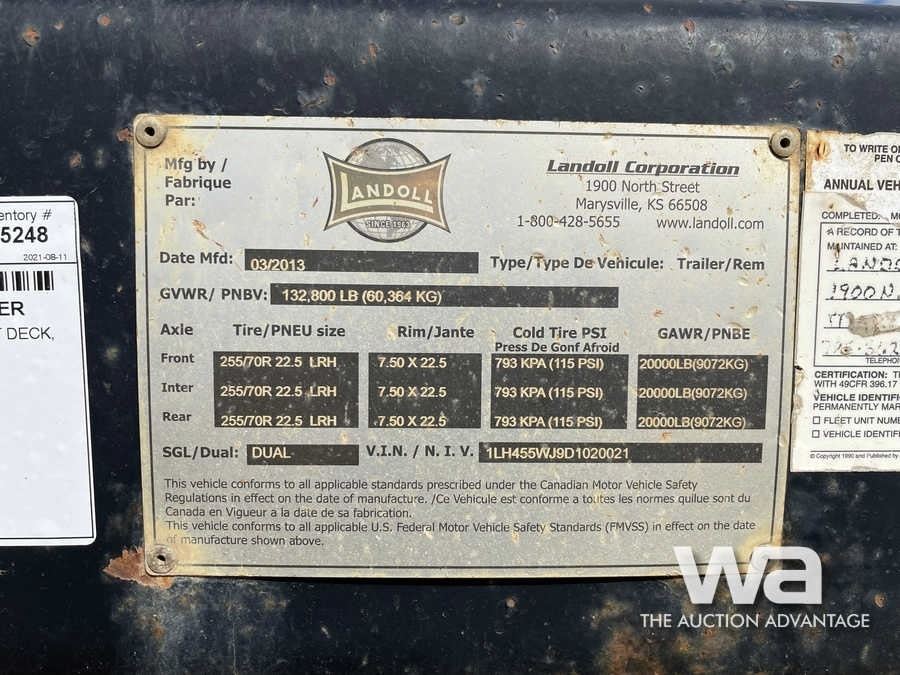 Mfg by /
Fabrique
Par:
LANDOLL
SINCE 1963
Landoll Corporation
1900 North Street
Marysville, KS 66508
1-800-428-5655 www.landoll.com
Date Mfd: 03/2013 Type/Type De Vehicule: Trailer/Rem
GVWR/ PNBV: 132,800 LB (60,364 KG)
Axle Tire/PNEU size Rim/Jante Cold Tire PSI GAWR/PNBE
Press De Gonf Afroid
Front 255/70R 22.5 LRH 7.50 X 22.5 793 KPA (115 PSI) 20000LB(9072KG)
Inter 255/70R 22.5 LRH 7.50 X 22.5 793 KPA (115 PSI) 20000LB(9072KG)
Rear 255/70R 22.5 LRH 7.50 X 22.5 793 KPA (115 PSI) 20000LB(9072KG)
SGL/Dual: DUAL V.I.N. / N.I.V. 1LH455WJ9D1020021
This vehicle conforms to all applicable standards prescribed under the Canadian Motor Vehicle Safety
Regulations in effect on the date of manufacture. /Ce Vehicule est conforme a toutes les normes quilue sont du
Canada en Vigueur a la date de sa fabrication.
This vehicle conforms to all applicable U.S. Federal Motor Vehicle Safety Standards (FMVSS) in effect on the date
of manufacture shown above.
entory #
5248
2021-08-11
ER
T DECK,
TO WRITE O
PEN
ANNUAL VEH
COMPLETED: M
A RECORD OF T
MAINTAINED AT:
LANDO
1900 N.
TELEPHO
CERTIFICATION: T
WITH 49CFR 396.17
VEHICLE IDENTIF
PERMANENTLY MAR
FLEET UNIT NUM
VEHICLE IDENTIF
© Copyright 1990 and Published by
wa
THE AUCTION ADVANTAGE